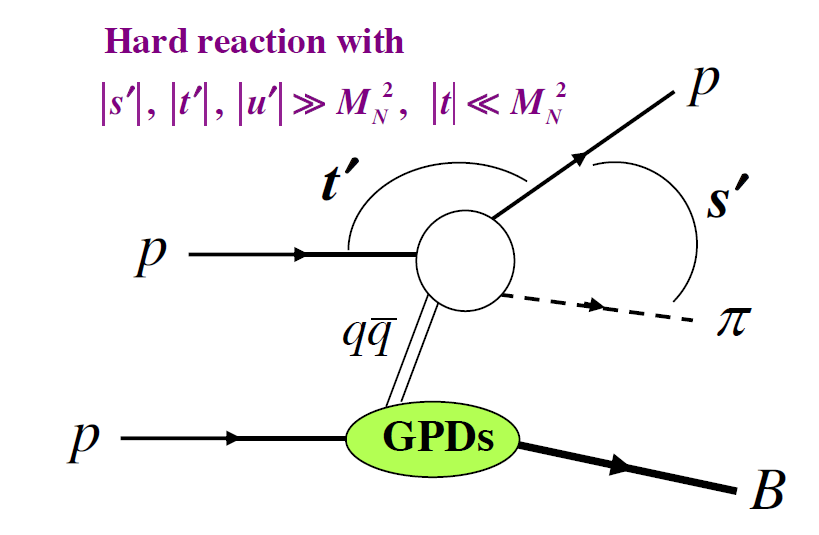 Hard reaction with
|s′|, |t′|, |u′| ≫ M_N^2, |t| ≪ M_N^2
p
t′
s′
p
π
qq̅
GPDs
p
B